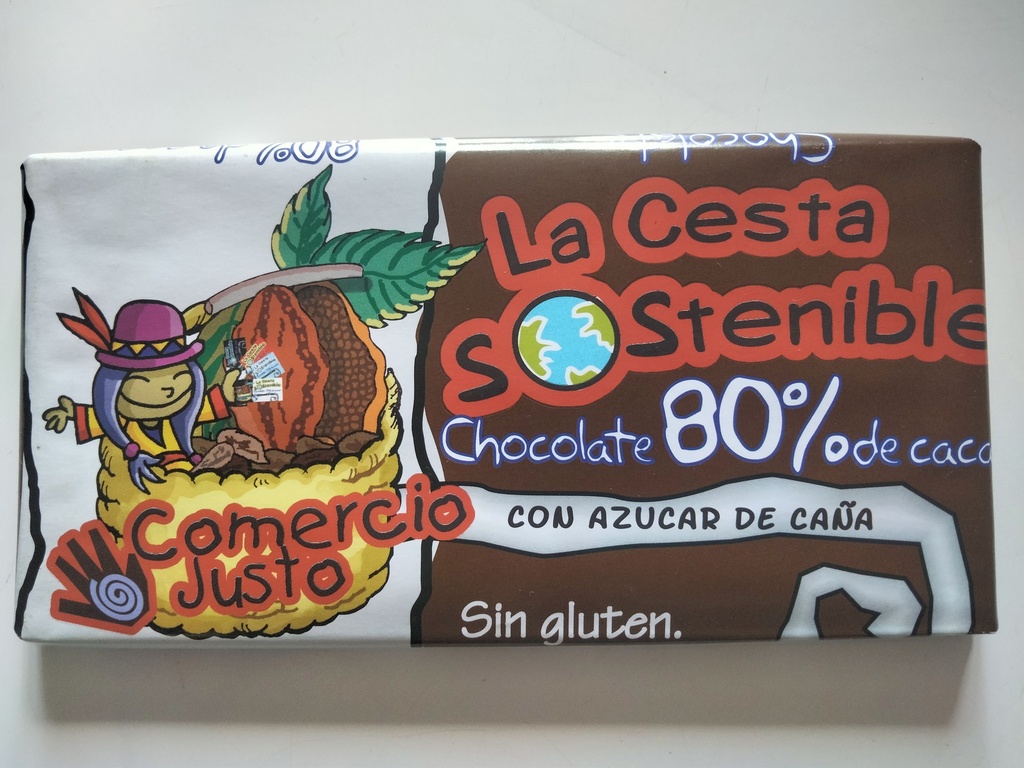 La Cesta
Sostenible
Chocolate 80% de caca
CON AZUCAR DE CAÑA
Comercio
Justo
Sin gluten.